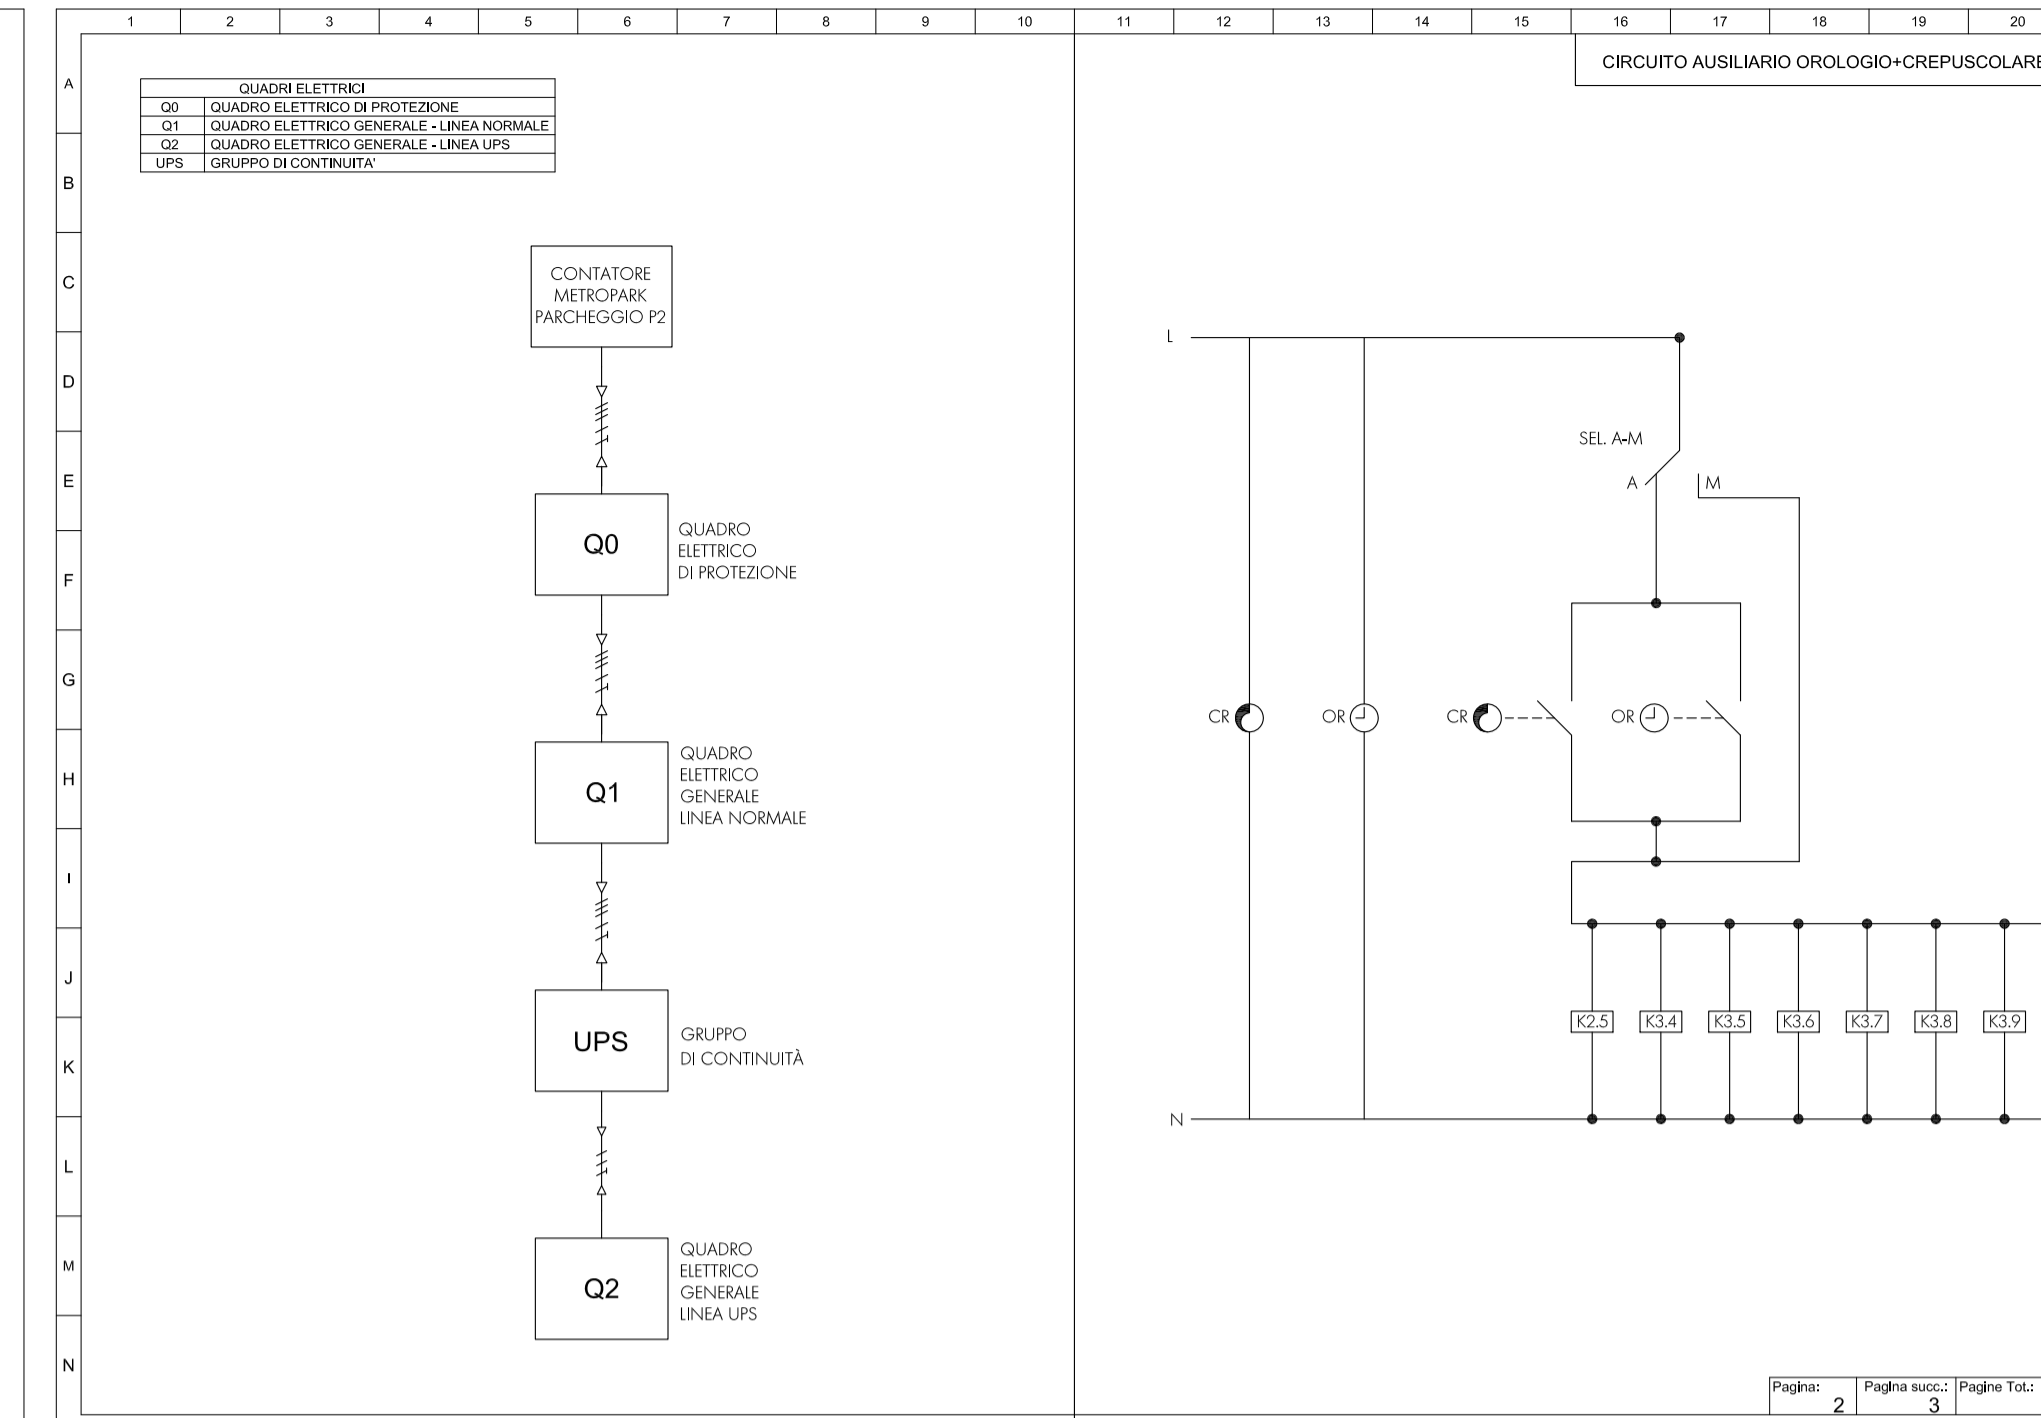 1 2 3 4 5 6 7 8 9 10 11 12 13 14 15 16 17 18 19 20
A
B
C
D
E
F
G
H
I
J
K
L
M
N
QUADRI ELETTRICI
Q0 QUADRO ELETTRICO DI PROTEZIONE
Q1 QUADRO ELETTRICO GENERALE - LINEA NORMALE
Q2 QUADRO ELETTRICO GENERALE - LINEA UPS
UPS GRUPPO DI CONTINUITA'
CONTATORE
METROPARK
PARCHEGGIO P2
Q0
QUADRO
ELETTRICO
DI PROTEZIONE
Q1
QUADRO
ELETTRICO
GENERALE
LINEA NORMALE
UPS
GRUPPO
DI CONTINUITÀ
Q2
QUADRO
ELETTRICO
GENERALE
LINEA UPS
CIRCUITO AUSILIARIO OROLOGIO+CREPUSCOLARE
L
SEL. A-M
A M
CR OR CR OR
K2.5 K3.4 K3.5 K3.6 K3.7 K3.8 K3.9
N
Pagina: Pagina succ.: Pagine Tot.:
2 3